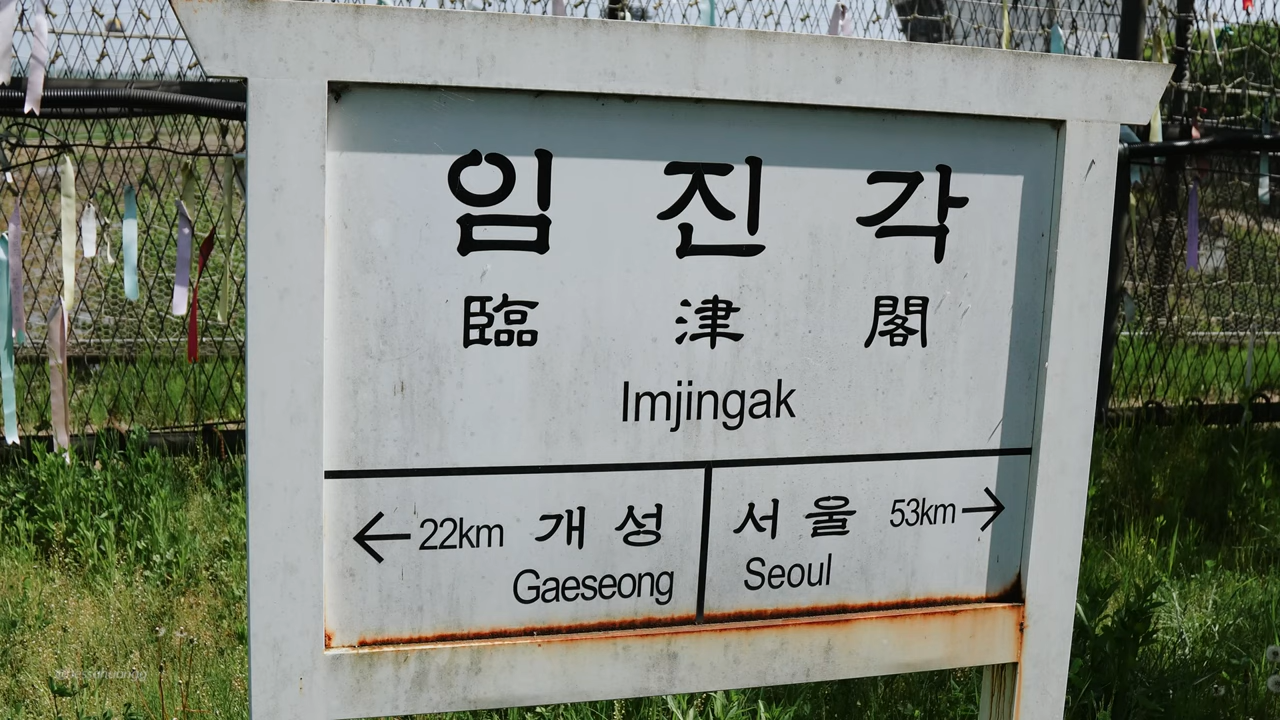 임진각
臨津閣
Imjingak
← 22km 개성
Gaeseong
서울 53km →
Seoul